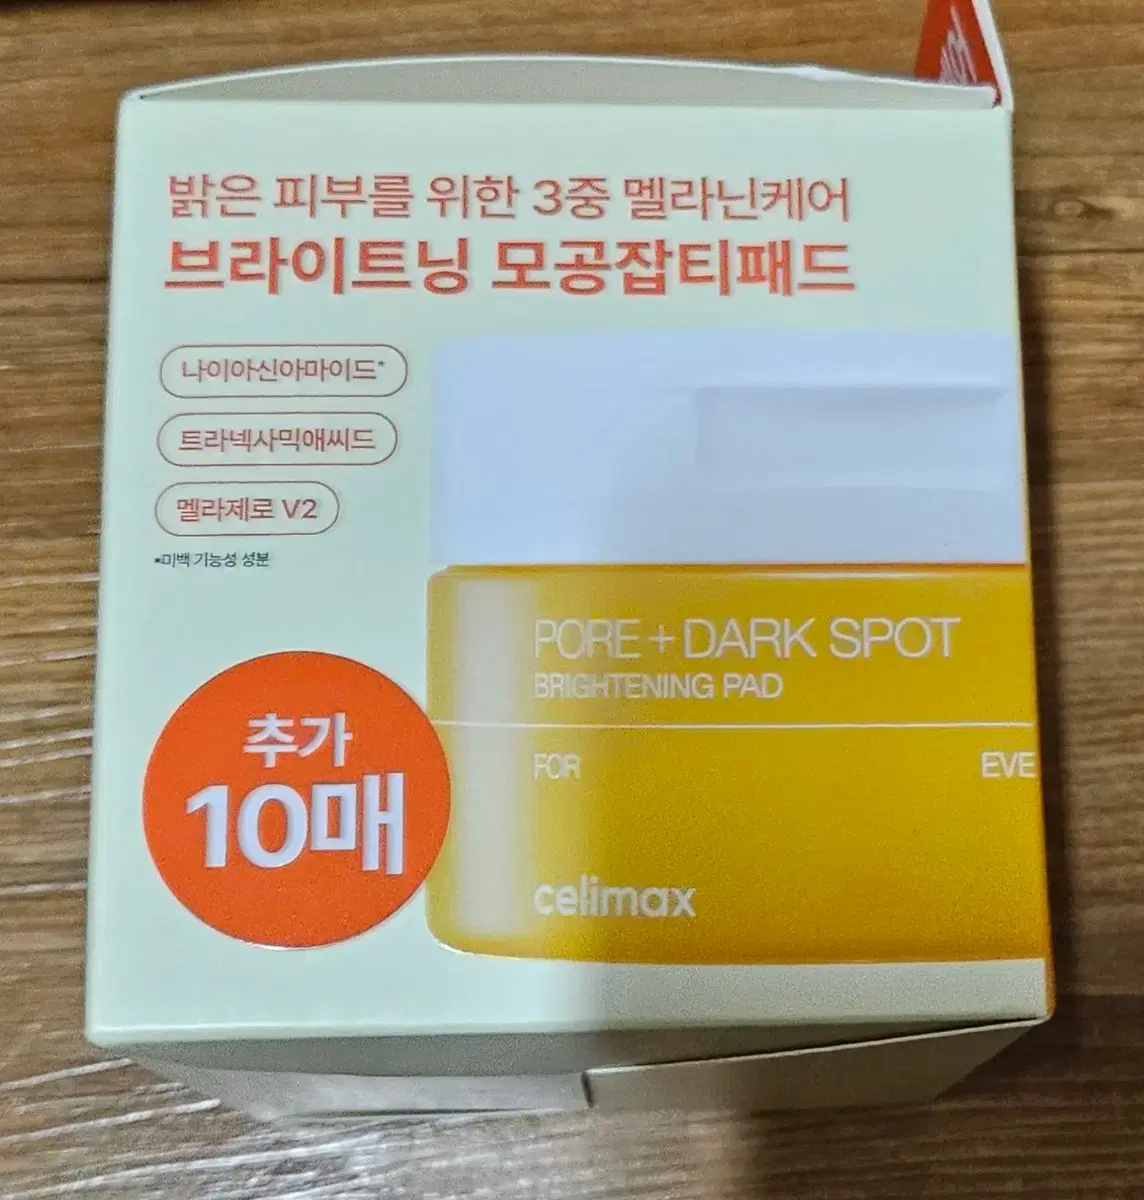 밝은 피부를 위한 3중 멜라닌케어
브라이트닝 모공잡티패드
나이아신아마이드*
트라넥사믹애씨드
멜라제로 V2
*미백 기능성 성분
추가
10매
PORE + DARK SPOT
BRIGHTENING PAD
FOR EVE
celimax